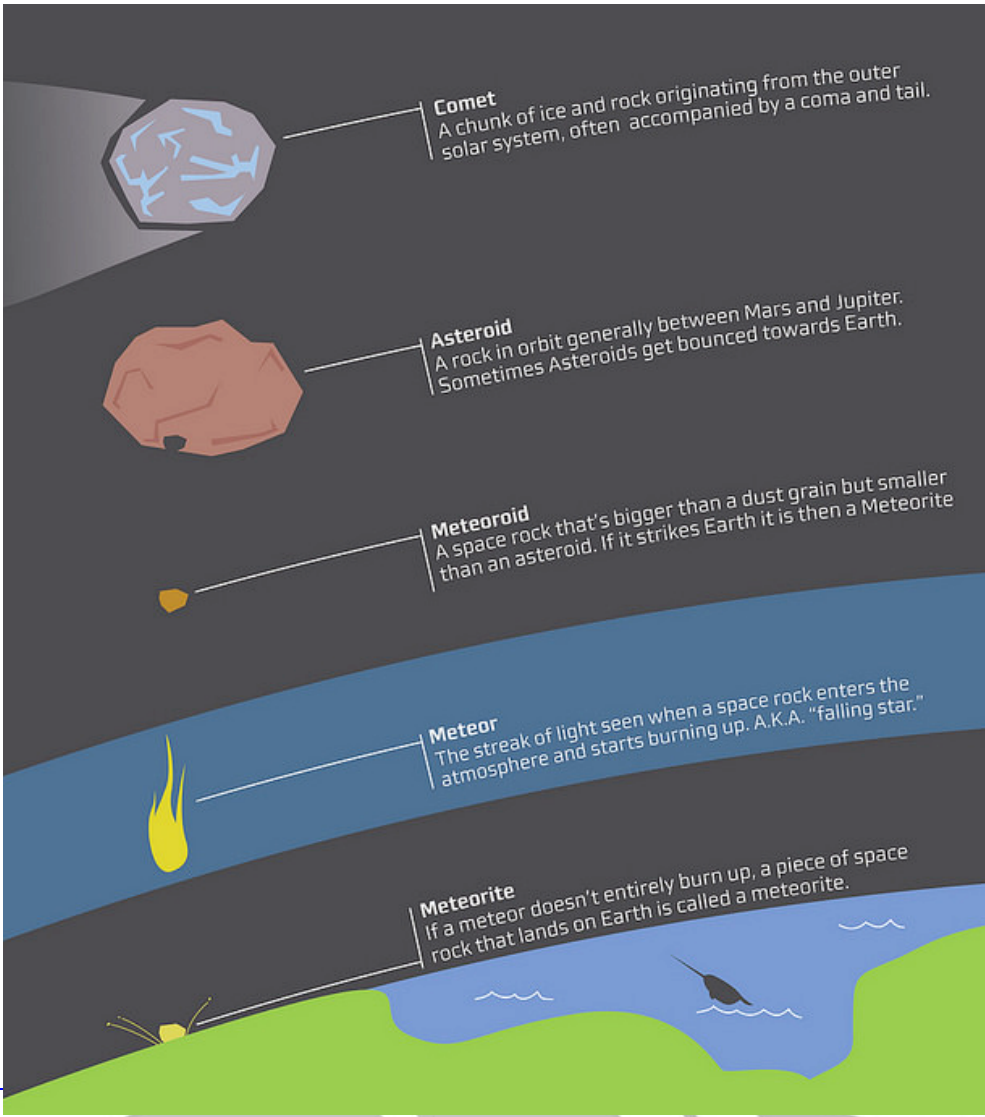 Comet
A chunk of ice and rock originating from the outer
solar system, often accompanied by a coma and tail.
Asteroid
A rock in orbit generally between Mars and Jupiter.
Sometimes Asteroids get bounced towards Earth.
Meteoroid
A space rock that's bigger than a dust grain but smaller
than an asteroid. If it strikes Earth it is then a Meteorite
Meteor
The streak of light seen when a space rock enters the
atmosphere and starts burning up. A.K.A. “falling star.”
Meteorite
If a meteor doesn't entirely burn up, a piece of space
rock that lands on Earth is called a meteorite.